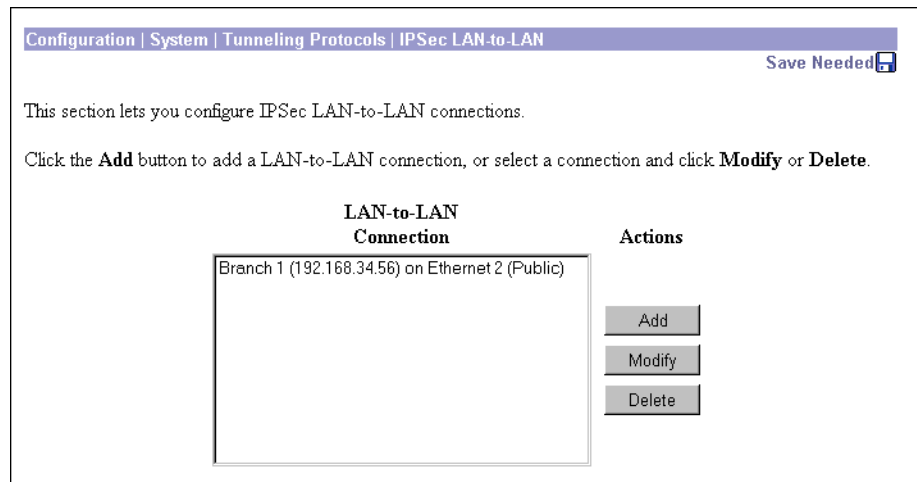 Configuration | System | Tunneling Protocols | IPSec LAN-to-LAN
Save Needed
This section lets you configure IPSec LAN-to-LAN connections.
Click the Add button to add a LAN-to-LAN connection, or select a connection and click Modify or Delete.
LAN-to-LAN
Connection
Actions
Branch 1 (192.168.34.56) on Ethernet 2 (Public)
Add
Modify
Delete